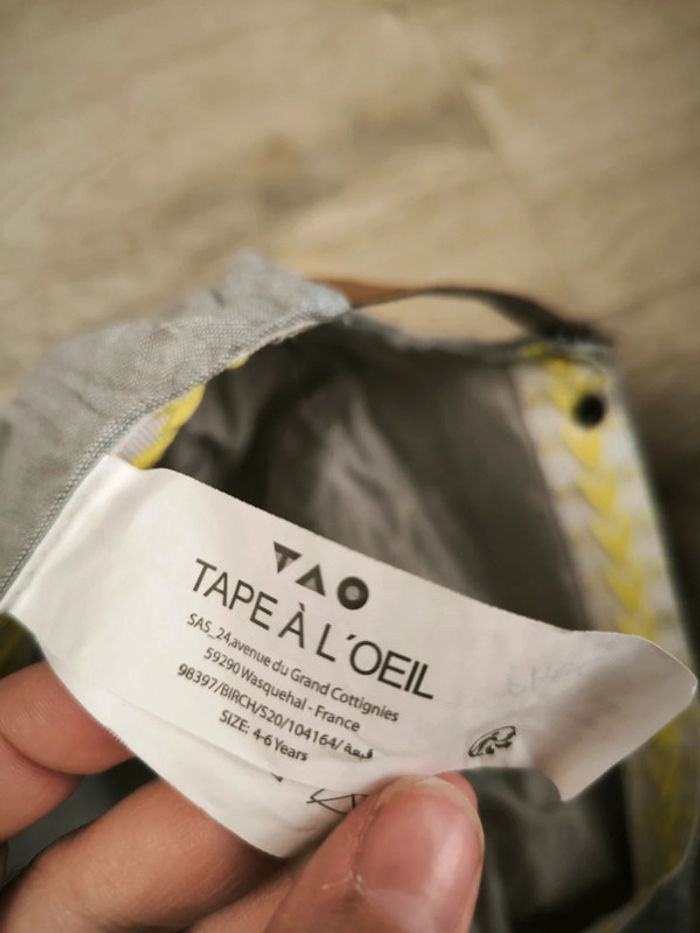 TAO
TAPE À L´OEIL
SAS_24,avenue du Grand Cottignies
59290 Wasquehal - France
98397/BIRCH/S20/104164/ قبعة
SIZE: 4-6 Years